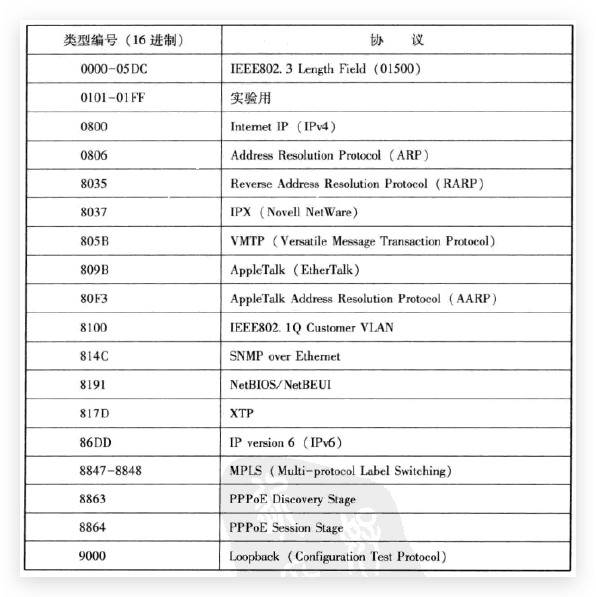 类型编号（16 进制） 协 议
0000-05DC IEEE802. 3 Length Field（01500）
0101-01FF 实验用
0800 Internet IP（IPv4）
0806 Address Resolution Protocol（ARP）
8035 Reverse Address Resolution Protocol（RARP）
8037 IPX（Novell NetWare）
805B VMTP（Versatile Message Transaction Protocol）
809B AppleTalk（EtherTalk）
80F3 AppleTalk Address Resolution Protocol（AARP）
8100 IEEE802. 1Q Customer VLAN
814C SNMP over Ethernet
8191 NetBIOS/NetBEUI
817D XTP
86DD IP version 6（IPv6）
8847-8848 MPLS（Multi-protocol Label Switching）
8863 PPPoE Discovery Stage
8864 PPPoE Session Stage
9000 Loopback（Configuration Test Protocol）